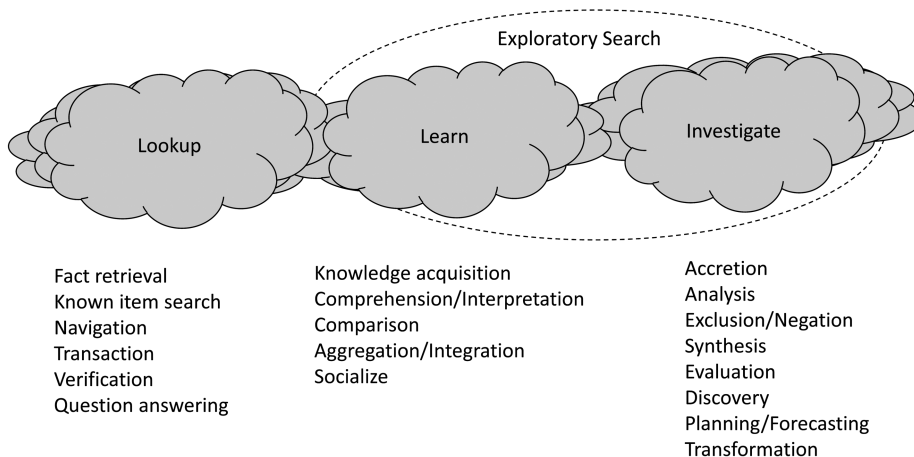 Exploratory Search
Lookup
Learn
Investigate
Fact retrieval
Known item search
Navigation
Transaction
Verification
Question answering
Knowledge acquisition
Comprehension/Interpretation
Comparison
Aggregation/Integration
Socialize
Accretion
Analysis
Exclusion/Negation
Synthesis
Evaluation
Discovery
Planning/Forecasting
Transformation